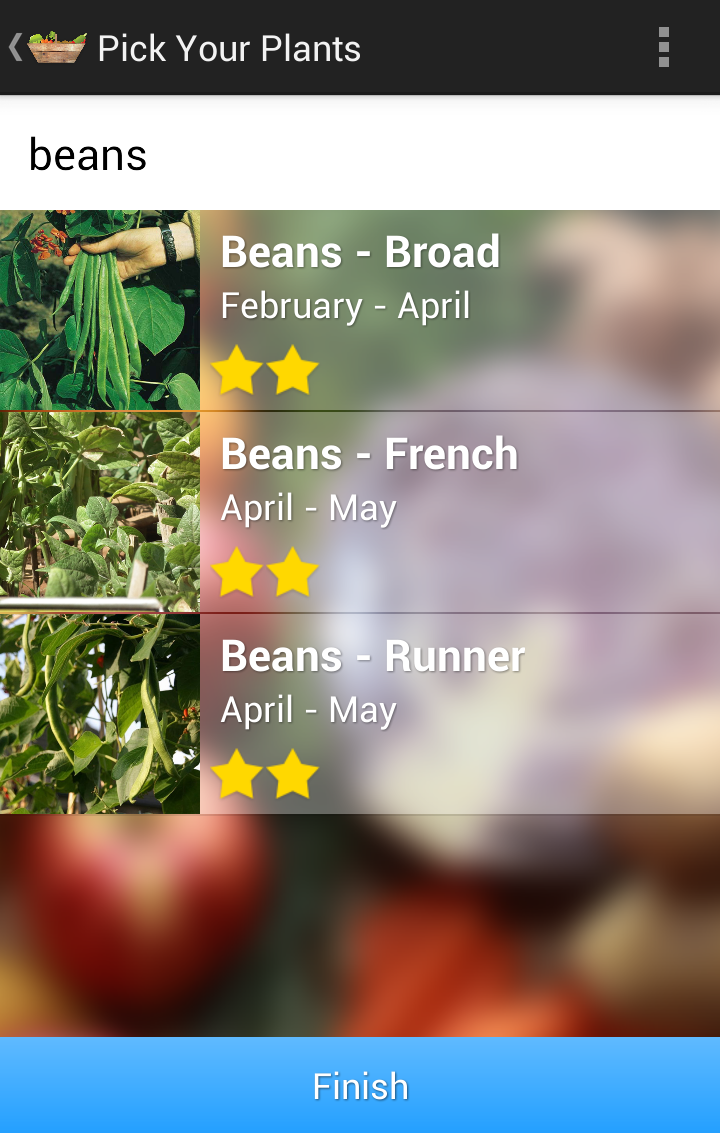 Pick Your Plants
beans
Beans - Broad
February - April
Beans - French
April - May
Beans - Runner
April - May
Finish